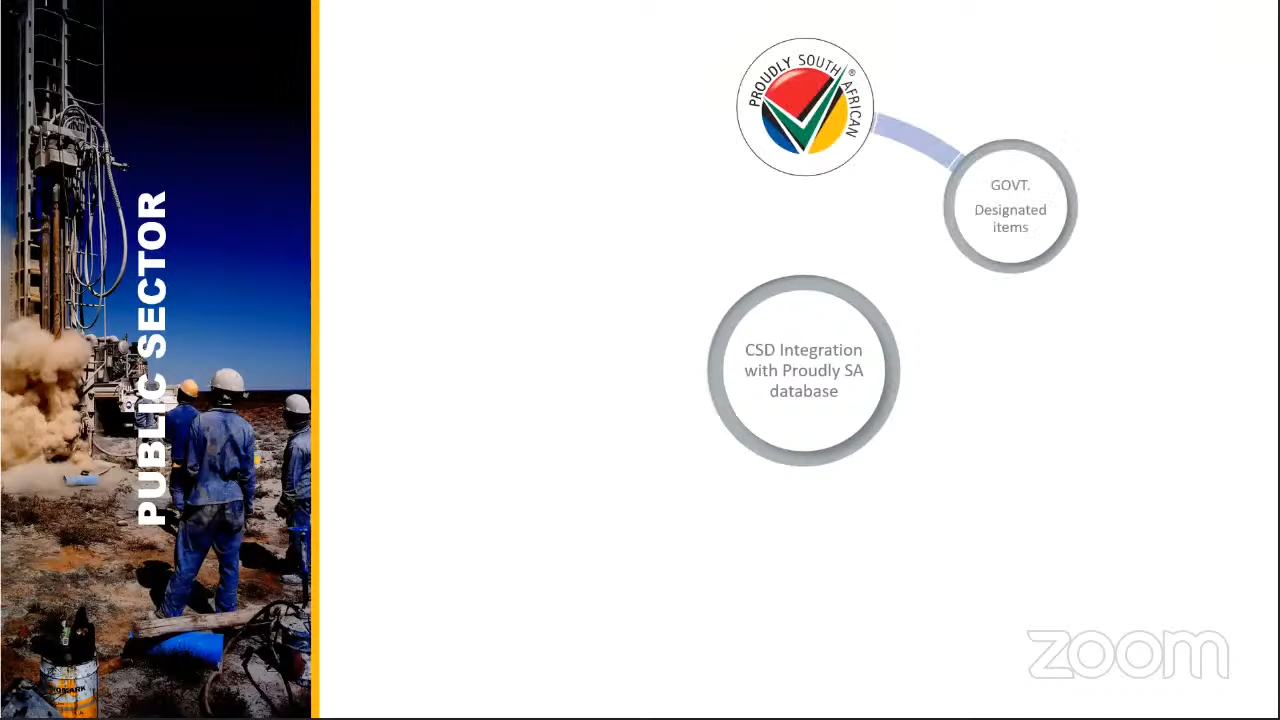 PUBLIC SECTOR
PROUDLY SOUTH AFRICAN
®
GOVT.
Designated
items
CSD Integration
with Proudly SA
database
zoom